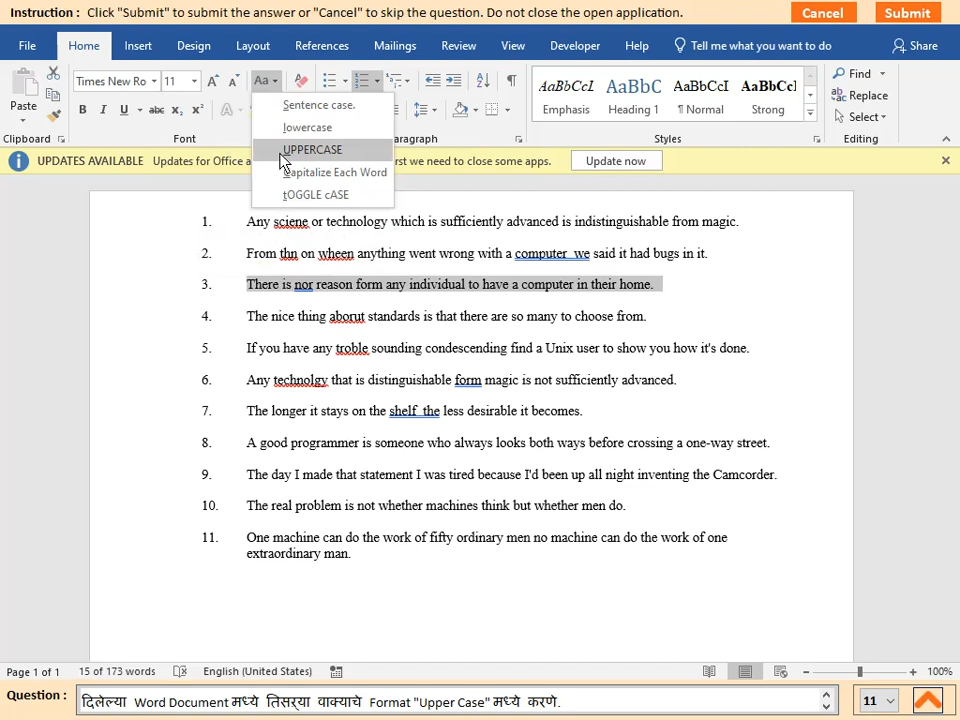 Instruction : Click "Submit" to submit the answer or "Cancel" to skip the question. Do not close the open application. Cancel Submit
File Home Insert Design Layout References Mailings Review View Developer Help Tell me what you want to do Share
Paste Times New Ro 11 Aa AaBbCcI AaBbC AaBbCcI AaBbCcI Find
Replace
B I U abc x₂ x² Emphasis Heading 1 ¶ Normal Strong Select
Clipboard Font aragraph Styles Editing
Sentence case.
lowercase
UPPERCASE
apitalize Each Word
tOGGLE cASE
UPDATES AVAILABLE Updates for Office a rst we need to close some apps. Update now
1. Any sciene or technology which is sufficiently advanced is indistinguishable from magic.
2. From thn on wheen anything went wrong with a computer  we said it had bugs in it.
3. There is nor reason form any individual to have a computer in their home.
4. The nice thing aborut standards is that there are so many to choose from.
5. If you have any troble sounding condescending find a Unix user to show you how it's done.
6. Any technolgy that is distinguishable form magic is not sufficiently advanced.
7. The longer it stays on the shelf  the less desirable it becomes.
8. A good programmer is someone who always looks both ways before crossing a one-way street.
9. The day I made that statement I was tired because I'd been up all night inventing the Camcorder.
10. The real problem is not whether machines think but whether men do.
11. One machine can do the work of fifty ordinary men no machine can do the work of one
extraordinary man.
Page 1 of 1 15 of 173 words English (United States) 100%
Question : दिलेल्या Word Document मध्ये तिसऱ्या वाक्याचे Format "Upper Case" मध्ये करणे. 11